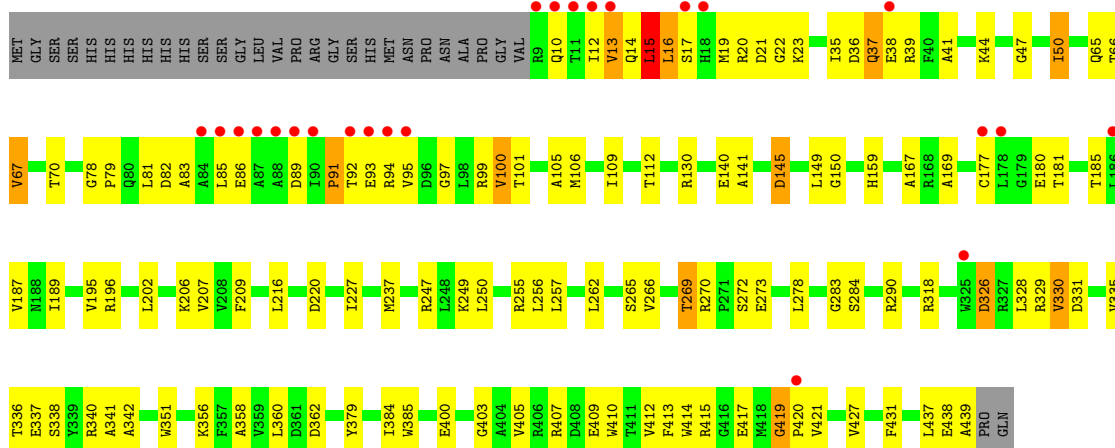 MET GLY SER SER HIS HIS HIS HIS HIS HIS SER SER GLY LEU VAL PRO ARG GLY SER HIS MET ASN PRO ASN ALA PRO GLY VAL R9 Q10 T11 I12 V13 Q14 L15 L16 S17 H18 M19 R20 D21 G22 K23 I35 D36 Q37 E38 R39 F40 A41 K44 G47 I50 Q65 T66
V67 T70 G78 P79 Q80 L81 D82 A83 A84 L85 E86 A87 A88 D89 I90 P91 T92 E93 R94 V95 D96 G97 L98 R99 V100 T101 A105 M106 I109 T112 R130 E140 A141 D145 L149 G150 H159 A167 R168 A169 C177 L178 G179 E180 T181 T185 L186
V187 N188 I189 V195 R196 L202 K206 V207 V208 F209 L216 D220 I227 M237 R247 L248 K249 L250 R255 L256 L257 L262 S265 V266 T269 R270 P271 S272 E273 L278 G283 S284 R290 R318 W325 D326 R327 L328 R329 V330 D331 V335
T336 E337 S338 Y339 R340 A341 A342 W351 K356 F357 A358 V359 L360 D361 D362 Y379 I384 W385 E400 G403 A404 V405 R406 R407 D408 E409 W410 T411 V412 F413 W414 R415 G416 E417 M418 G419 P420 V421 V427 F431 L437 E438 A439 PRO GLN